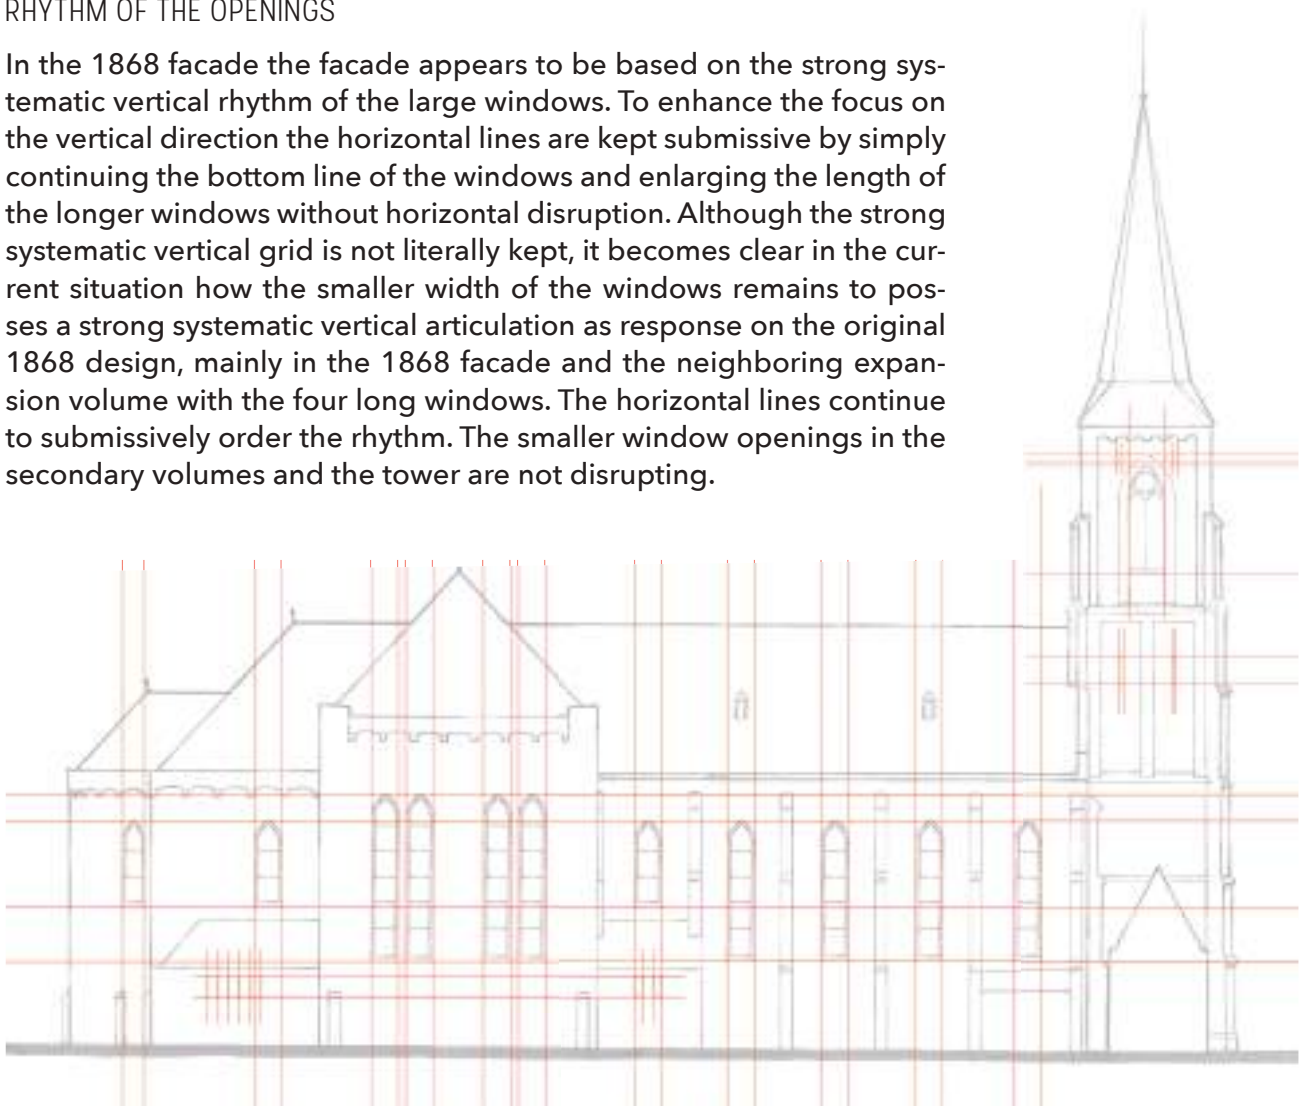 RHYTHM OF THE OPENINGS
In the 1868 facade the facade appears to be based on the strong sys-
tematic vertical rhythm of the large windows. To enhance the focus on
the vertical direction the horizontal lines are kept submissive by simply
continuing the bottom line of the windows and enlarging the length of
the longer windows without horizontal disruption. Although the strong
systematic vertical grid is not literally kept, it becomes clear in the cur-
rent situation how the smaller width of the windows remains to pos-
ses a strong systematic vertical articulation as response on the original
1868 design, mainly in the 1868 facade and the neighboring expan-
sion volume with the four long windows. The horizontal lines continue
to submissively order the rhythm. The smaller window openings in the
secondary volumes and the tower are not disrupting.